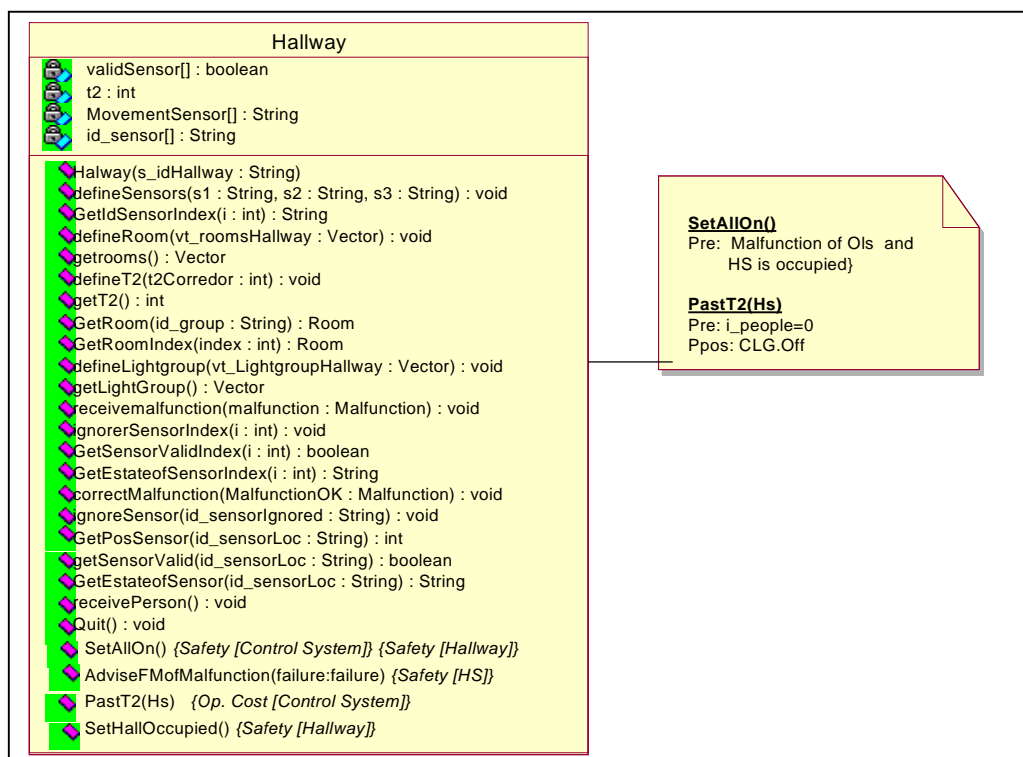 Hallway
validSensor[] : boolean
t2 : int
MovementSensor[] : String
id_sensor[] : String
Halway(s_idHallway : String)
defineSensors(s1 : String, s2 : String, s3 : String) : void
GetIdSensorIndex(i : int) : String
defineRoom(vt_roomsHallway : Vector) : void
getrooms() : Vector
defineT2(t2Corredor : int) : void
getT2() : int
GetRoom(id_group : String) : Room
GetRoomIndex(index : int) : Room
defineLightgroup(vt_LightgroupHallway : Vector) : void
getLightGroup() : Vector
receivemalfunction(malfunction : Malfunction) : void
ignorerSensorIndex(i : int) : void
GetSensorValidIndex(i : int) : boolean
GetEstateofSensorIndex(i : int) : String
correctMalfunction(MalfunctionOK : Malfunction) : void
ignoreSensor(id_sensorIgnored : String) : void
GetPosSensor(id_sensorLoc : String) : int
getSensorValid(id_sensorLoc : String) : boolean
GetEstateofSensor(id_sensorLoc : String) : String
receivePerson() : void
Quit() : void
SetAllOn() {Safety [Control System]} {Safety [Hallway]}
AdviseFMofMalfunction(failure:failure) {Safety [HS]}
PastT2(Hs) {Op. Cost [Control System]}
SetHallOccupied() {Safety [Hallway]}
SetAllOn()
Pre: Malfunction of Ols and
HS is occupied}
PastT2(Hs)
Pre: i_people=0
Ppos: CLG.Off